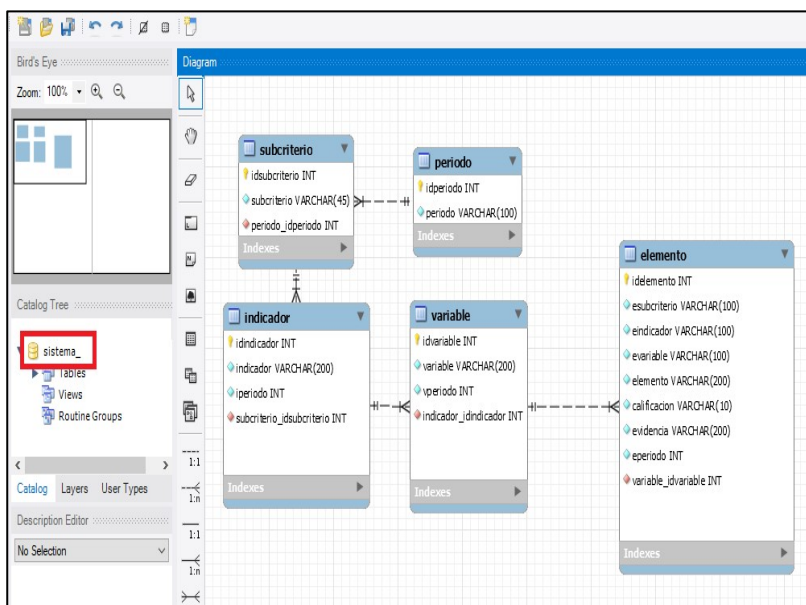 Bird's Eye
Zoom: 100%
Catalog Tree
sistema_
Tables
Views
Routine Groups
Catalog Layers User Types
Description Editor
No Selection
Diagram
1:1
1:n
1:1
1:n
subcriterio
idsubcriterio INT
subcriterio VARCHAR(45)
periodo_idperiodo INT
Indexes
periodo
idperiodo INT
periodo VARCHAR(100)
Indexes
indicador
idindicador INT
indicador VARCHAR(200)
iperiodo INT
subcriterio_idsubcriterio INT
Indexes
variable
idvariable INT
variable VARCHAR(200)
vperiodo INT
indicador_idindicador INT
Indexes
elemento
idelemento INT
esubcriterio VARCHAR(100)
eindicador VARCHAR(100)
evariable VARCHAR(100)
elemento VARCHAR(200)
calificacion VARCHAR(10)
evidencia VARCHAR(200)
eperiodo INT
variable_idvariable INT
Indexes